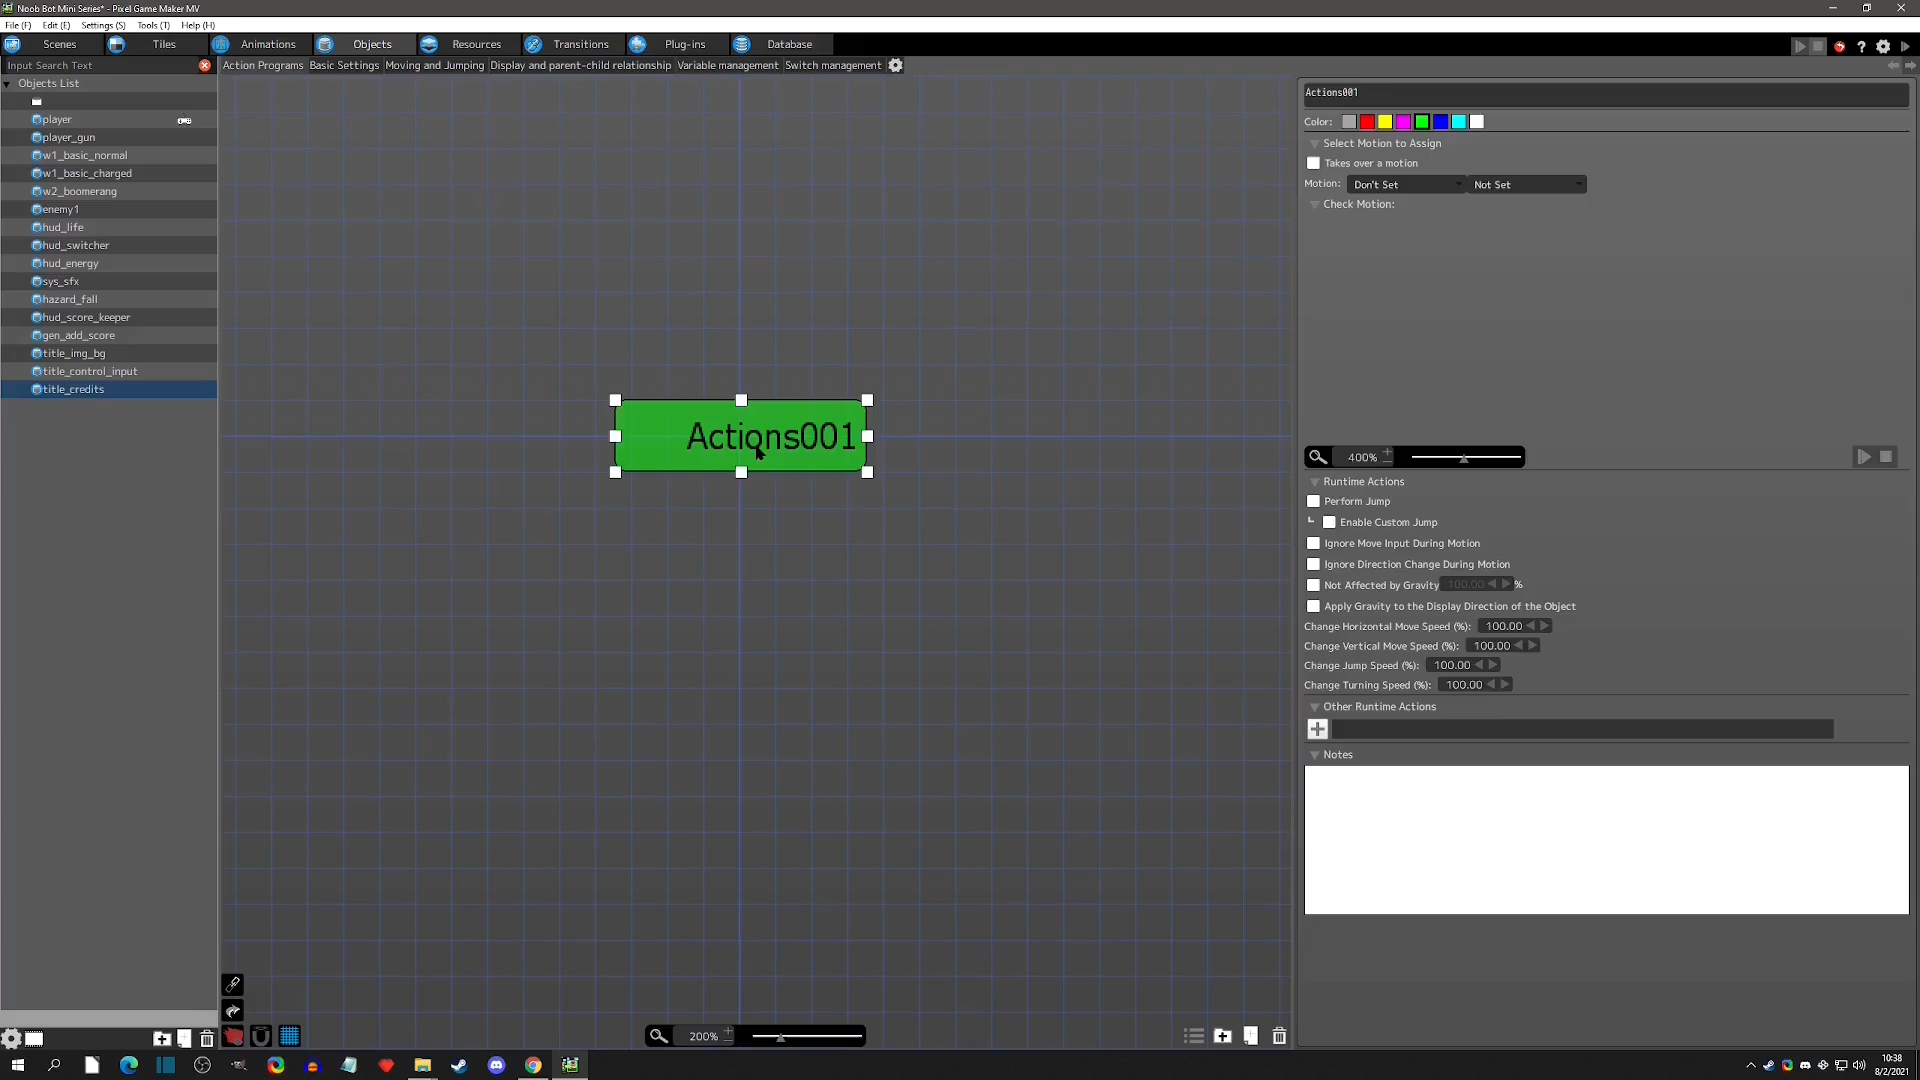 Noob Bot Mini Series* - Pixel Game Maker MV
File (F) Edit (E) Settings (S) Tools (T) Help (H)
Scenes Tiles Animations Objects Resources Transitions Plug-ins Database
Input Search Text
Action Programs Basic Settings Moving and Jumping Display and parent-child relationship Variable management Switch management
Objects List
player
player_gun
w1_basic_normal
w1_basic_charged
w2_boomerang
enemy1
hud_life
hud_switcher
hud_energy
sys_sfx
hazard_fall
hud_score_keeper
gen_add_score
title_img_bg
title_control_input
title_credits
Actions001
200%
Actions001
Color:
Select Motion to Assign
Takes over a motion
Motion: Don't Set Not Set
Check Motion:
400%
Runtime Actions
Perform Jump
Enable Custom Jump
Ignore Move Input During Motion
Ignore Direction Change During Motion
Not Affected by Gravity 100.00 %
Apply Gravity to the Display Direction of the Object
Change Horizontal Move Speed (%): 100.00
Change Vertical Move Speed (%): 100.00
Change Jump Speed (%): 100.00
Change Turning Speed (%): 100.00
Other Runtime Actions
Notes
10:38
8/2/2021